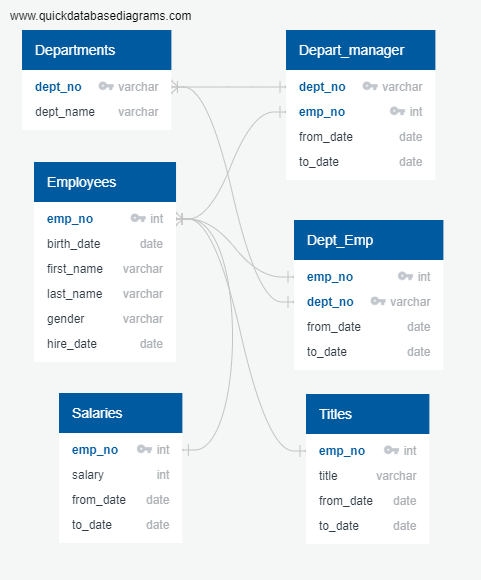 www.quickdatabasediagrams.com
Departments
dept_no varchar
dept_name varchar
Depart_manager
dept_no varchar
emp_no int
from_date date
to_date date
Employees
emp_no int
birth_date date
first_name varchar
last_name varchar
gender varchar
hire_date date
Dept_Emp
emp_no int
dept_no varchar
from_date date
to_date date
Salaries
emp_no int
salary int
from_date date
to_date date
Titles
emp_no int
title varchar
from_date date
to_date date